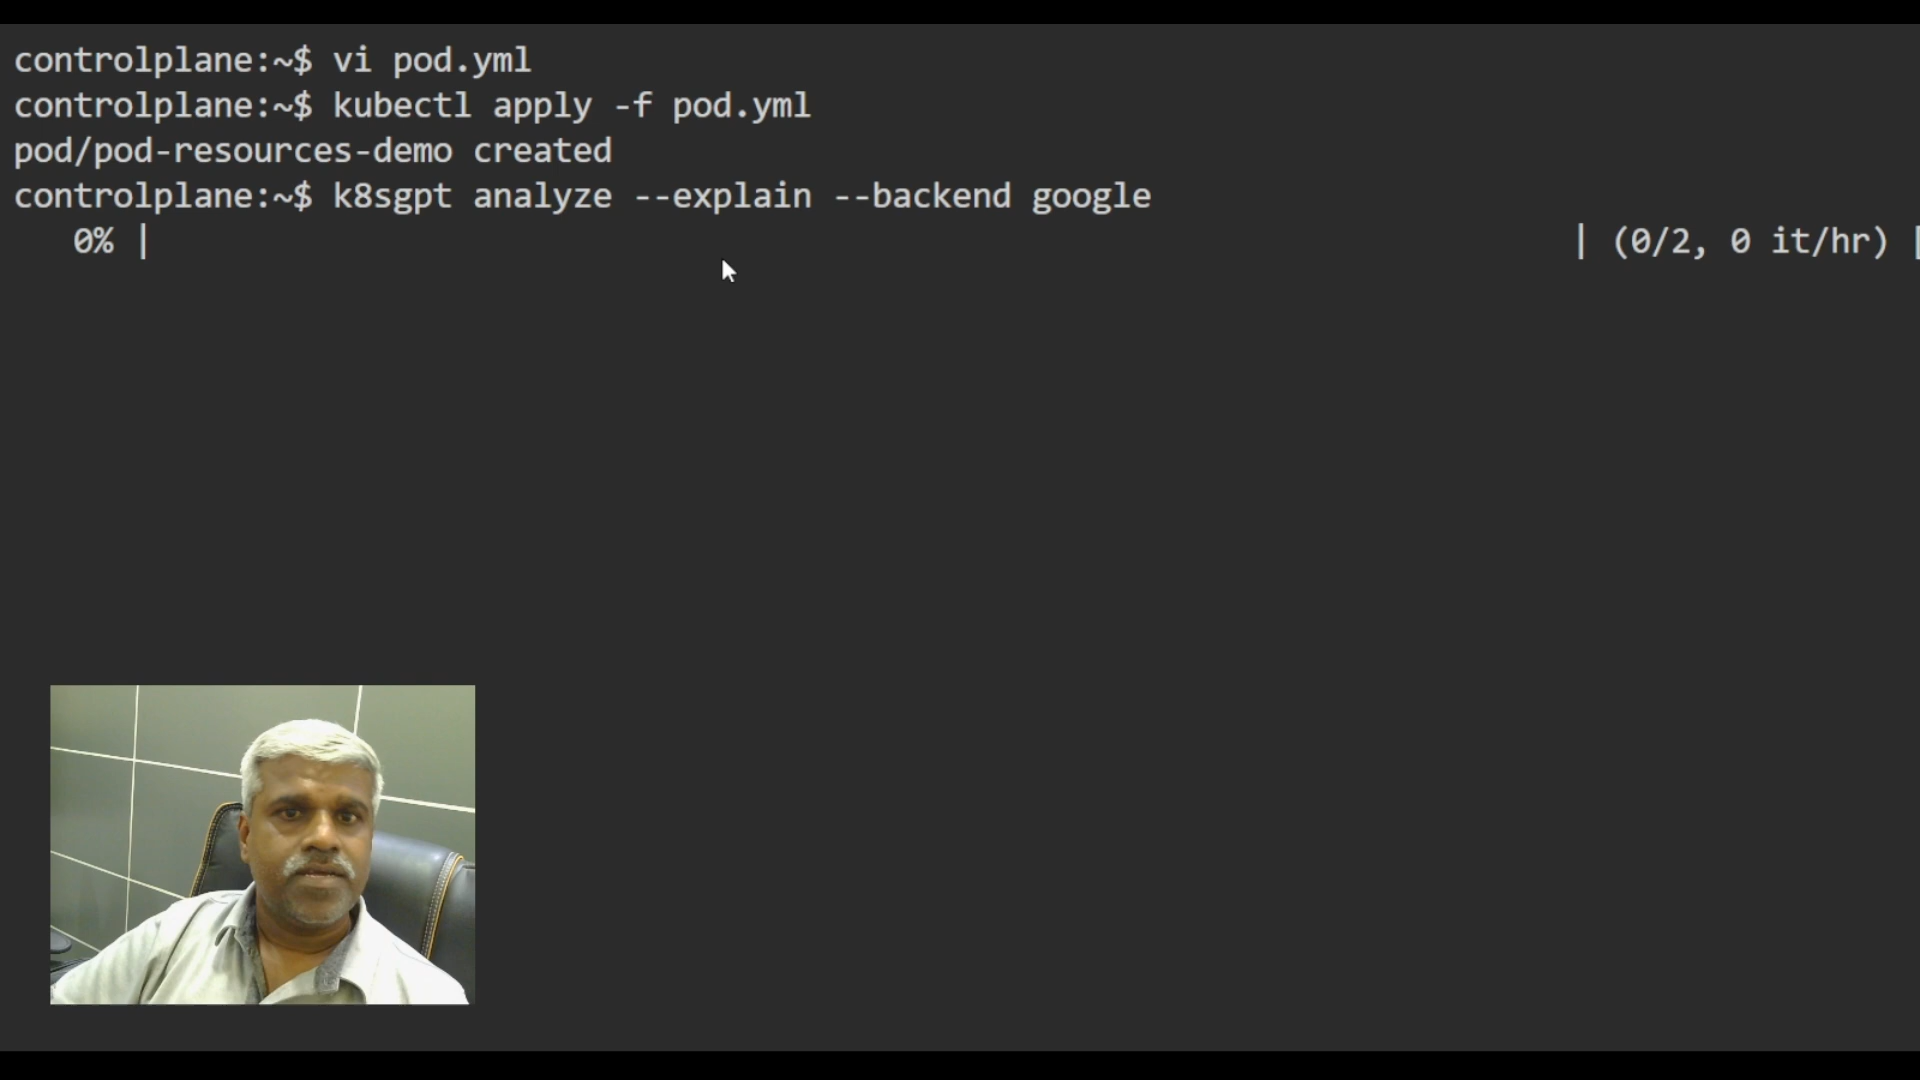 controlplane:~$ vi pod.yml
controlplane:~$ kubectl apply -f pod.yml
pod/pod-resources-demo created
controlplane:~$ k8sgpt analyze --explain --backend google
0% | | (0/2, 0 it/hr) [